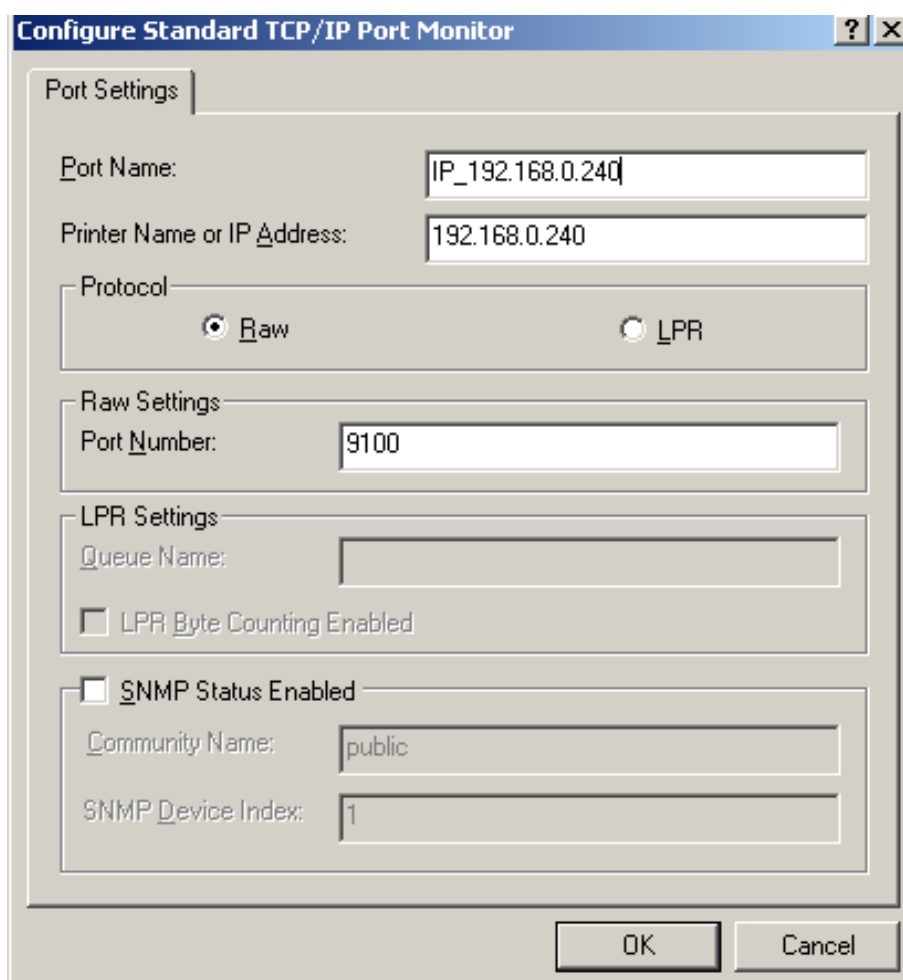 Configure Standard TCP/IP Port Monitor
Port Settings
Port Name: IP_192.168.0.240
Printer Name or IP Address: 192.168.0.240
Protocol
Raw LPR
Raw Settings
Port Number: 9100
LPR Settings
Queue Name:
LPR Byte Counting Enabled
SNMP Status Enabled
Community Name: public
SNMP Device Index: 1
OK Cancel